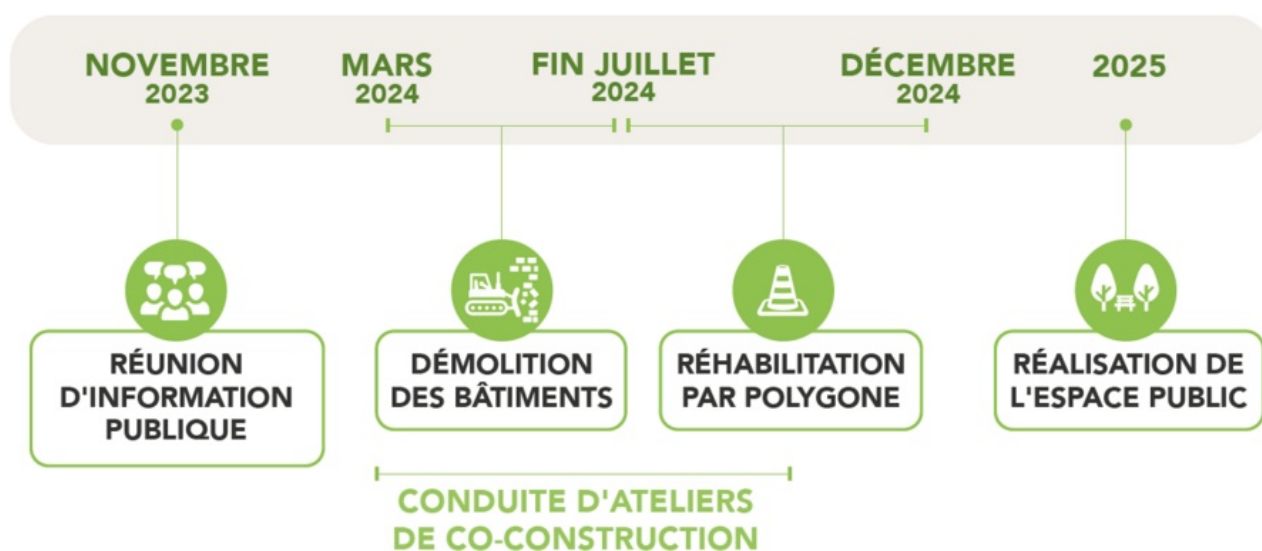 NOVEMBRE
2023
MARS
2024
FIN JUILLET
2024
DÉCEMBRE
2024
2025
RÉUNION
D'INFORMATION
PUBLIQUE
DÉMOLITION
DES BÂTIMENTS
RÉHABILITATION
PAR POLYGONE
RÉALISATION DE
L'ESPACE PUBLIC
CONDUITE D'ATELIERS
DE CO-CONSTRUCTION